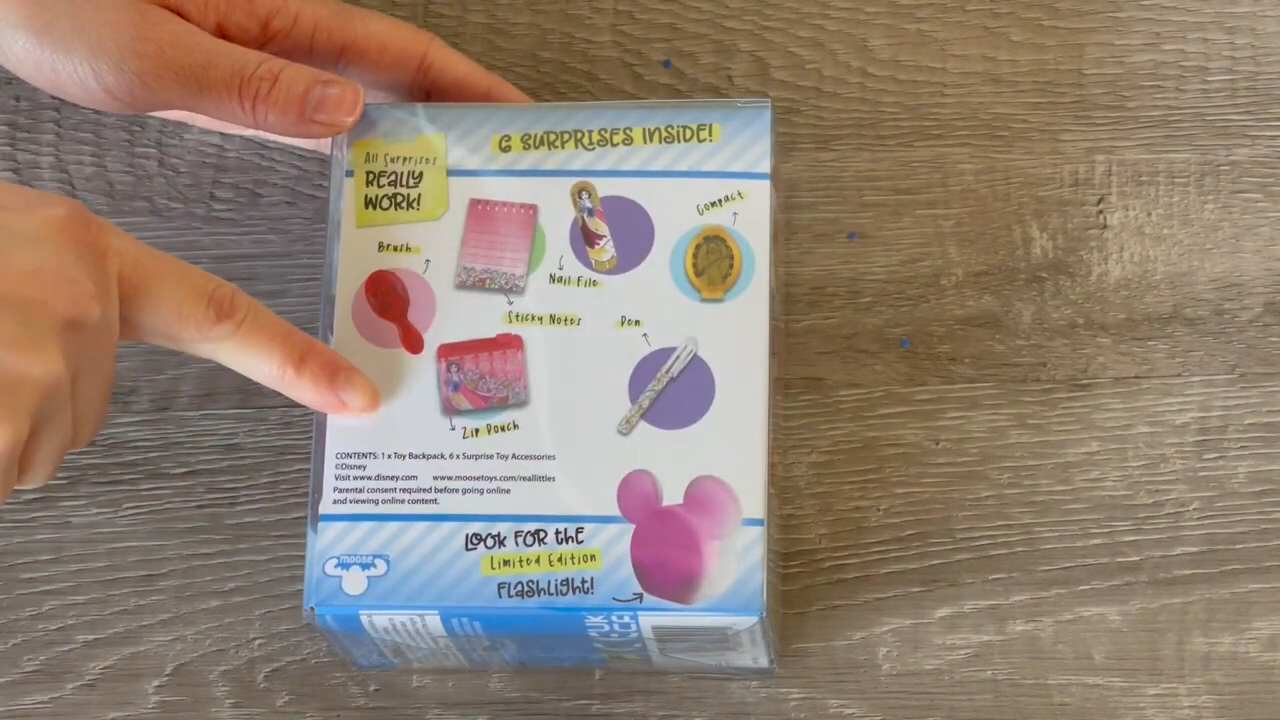 6 SURPRISES INSIDE!
All Surprises
REALLY
WORK!
Compact
Brush
Nail File
Sticky Notes
Pen
Zip Pouch
CONTENTS: 1 x Toy Backpack, 6 x Surprise Toy Accessories
©Disney
Visit www.disney.com www.moosetoys.com/reallittles
Parental consent required before going online
and viewing online content.
LOOK FOR thE
Limited Edition
FLASHLIGHT!
moose
UK
CA